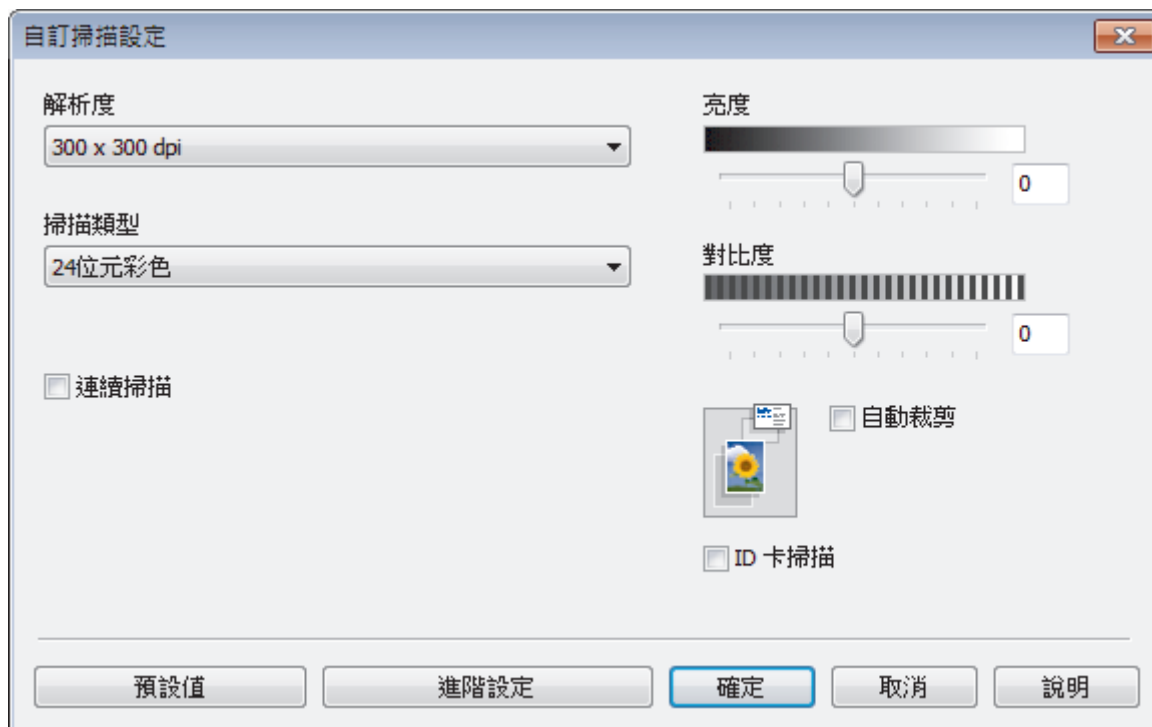 自訂掃描設定
解析度
300 x 300 dpi
掃描類型
24位元彩色
連續掃描
亮度
0
對比度
0
自動裁剪
ID 卡掃描
預設值
進階設定
確定
取消
說明